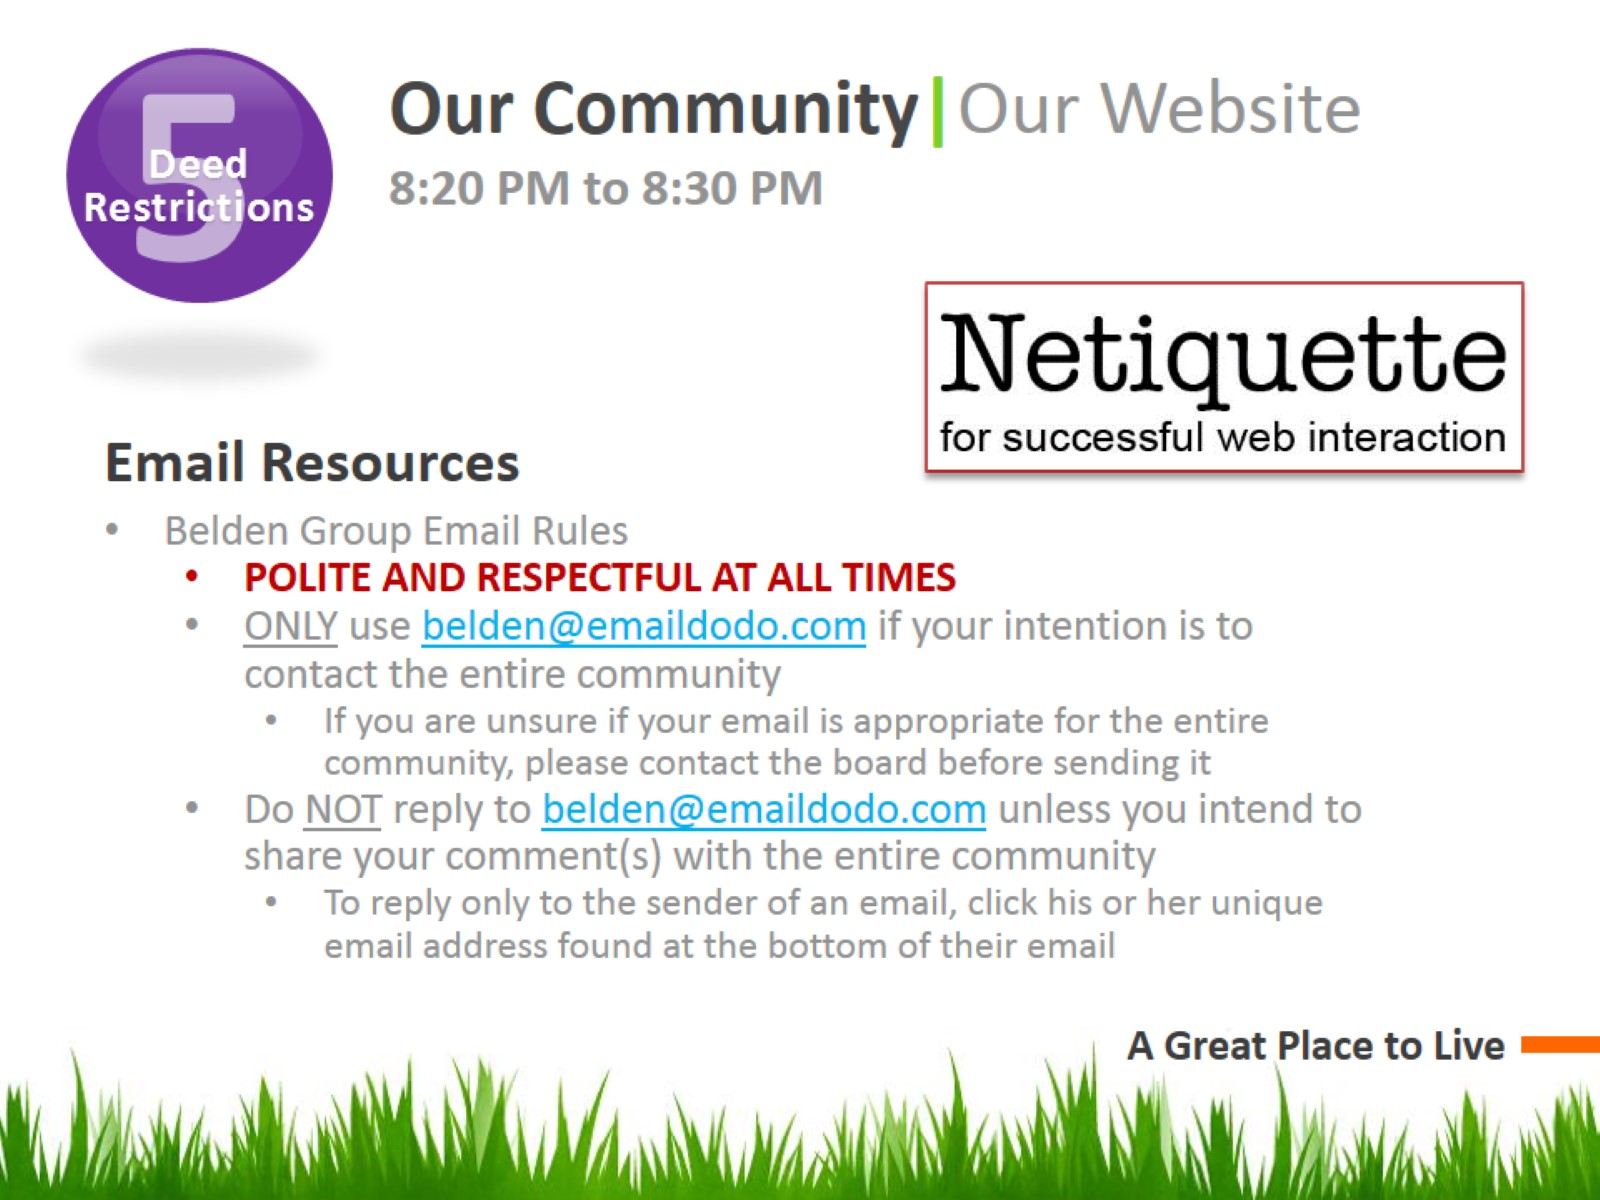 5
Deed
Restrictions
Our Community|Our Website
8:20 PM to 8:30 PM
Netiquette
for successful web interaction
Email Resources
• Belden Group Email Rules
• POLITE AND RESPECTFUL AT ALL TIMES
• ONLY use belden@emaildodo.com if your intention is to
contact the entire community
• If you are unsure if your email is appropriate for the entire
community, please contact the board before sending it
• Do NOT reply to belden@emaildodo.com unless you intend to
share your comment(s) with the entire community
• To reply only to the sender of an email, click his or her unique
email address found at the bottom of their email
A Great Place to Live